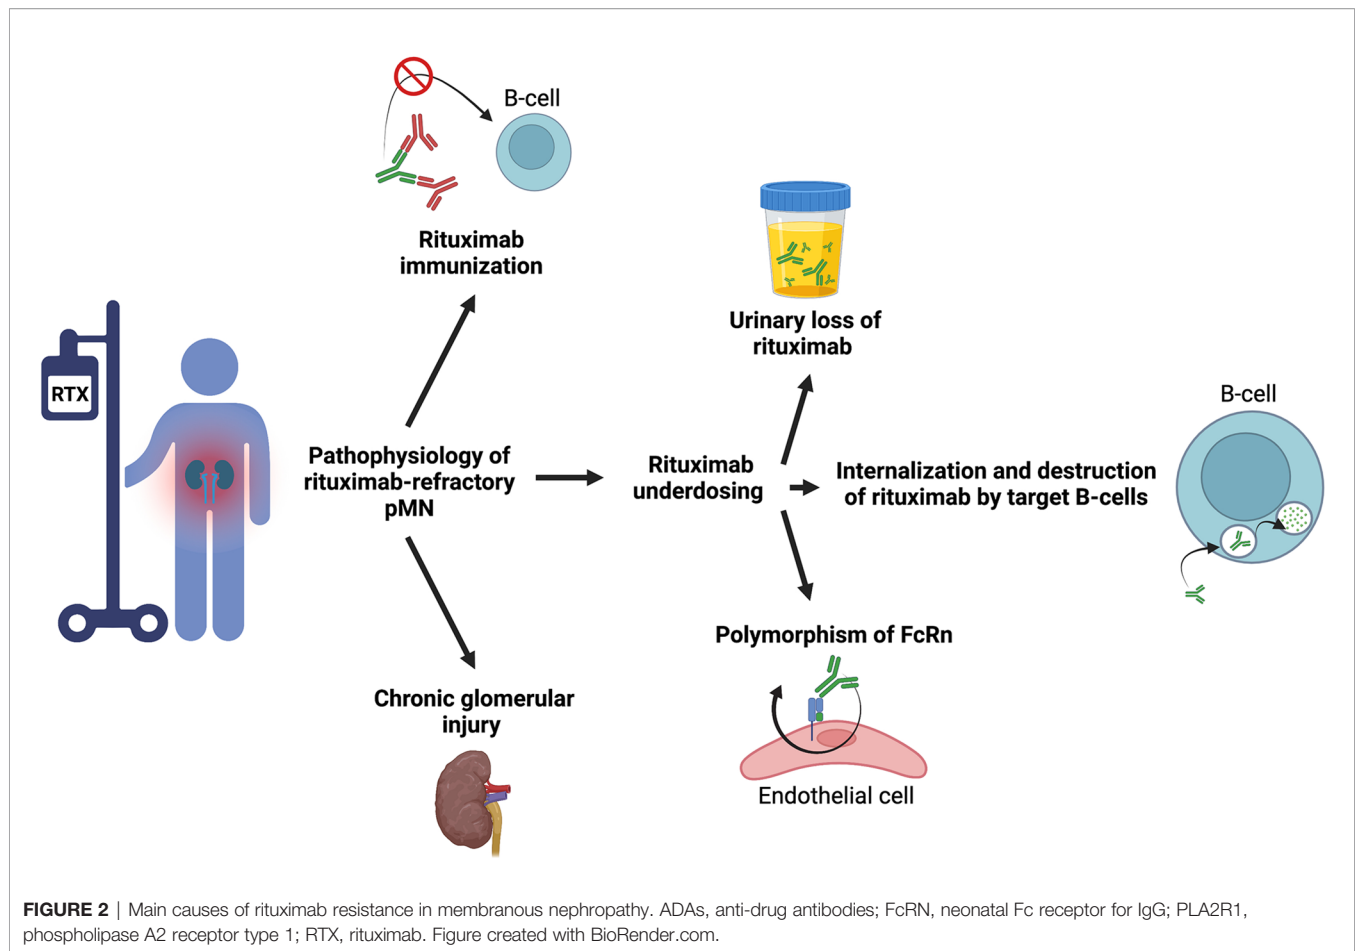 B-cell
Rituximab
immunization
Urinary loss of
rituximab
RTX
B-cell
Pathophysiology of
rituximab-refractory
pMN
Rituximab
underdosing
Internalization and destruction
of rituximab by target B-cells
Polymorphism of FcRn
Chronic glomerular
injury
Endothelial cell
FIGURE 2 | Main causes of rituximab resistance in membranous nephropathy. ADAs, anti-drug antibodies; FcRN, neonatal Fc receptor for IgG; PLA2R1,
phospholipase A2 receptor type 1; RTX, rituximab. Figure created with BioRender.com.